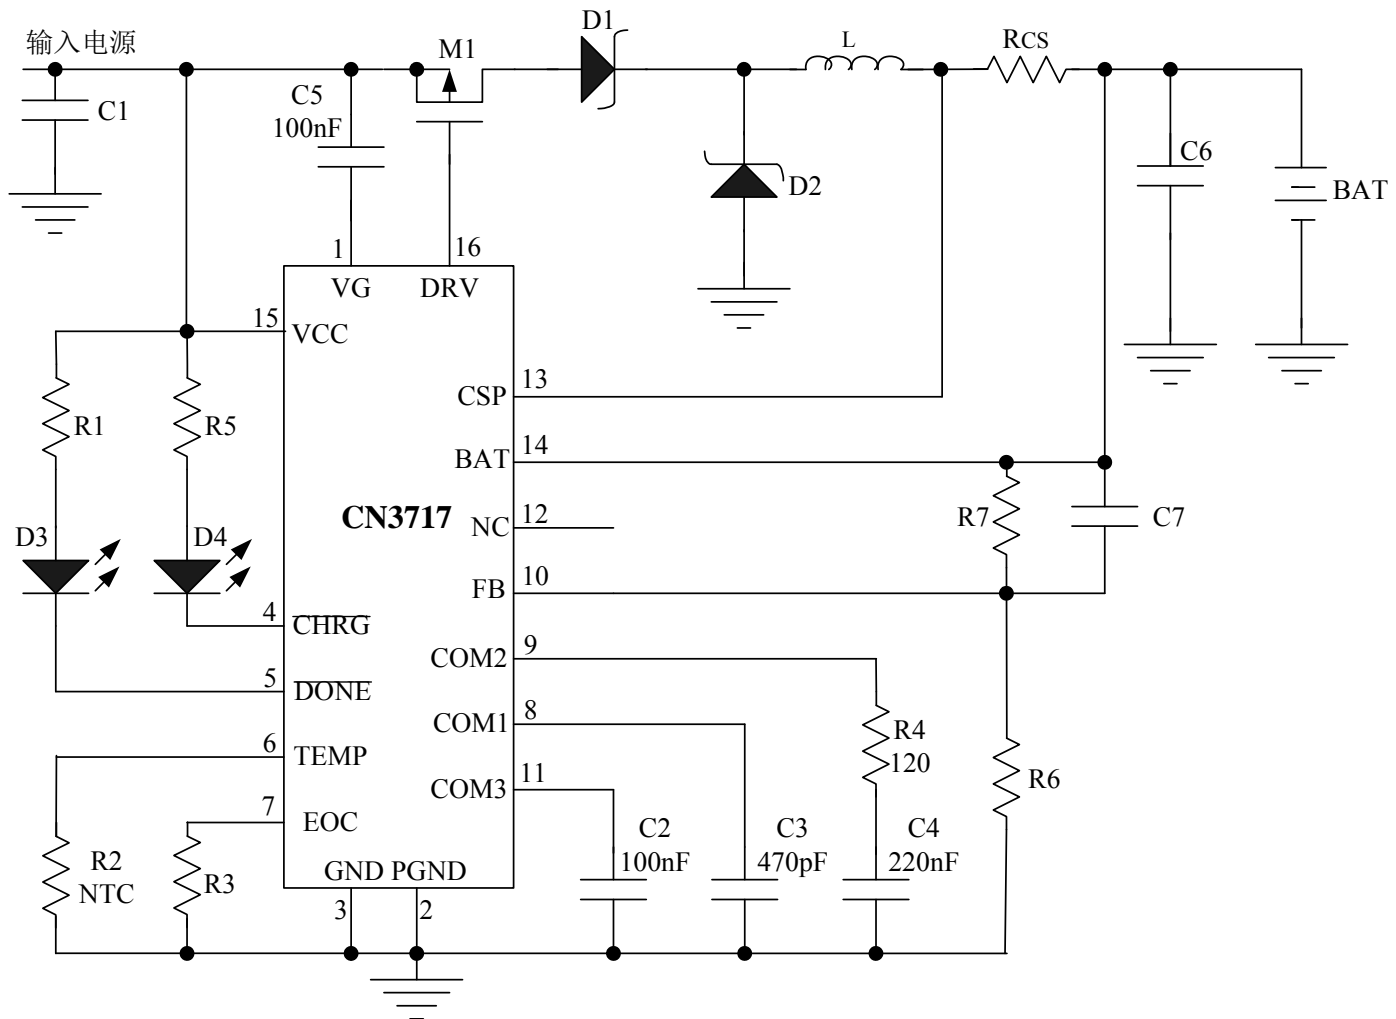 输入电源
M1
D1
L
RCS
C1
C5
100nF
C6
BAT
D2
1
16
VG
DRV
15
VCC
13
CSP
R1
R5
14
BAT
CN3717
12
NC
R7
C7
D3
D4
10
FB
4
CHRG
9
COM2
5
DONE
8
COM1
R4
120
6
TEMP
11
COM3
R6
7
EOC
C2
100nF
C3
470pF
C4
220nF
R2
NTC
R3
GND
PGND
3
2